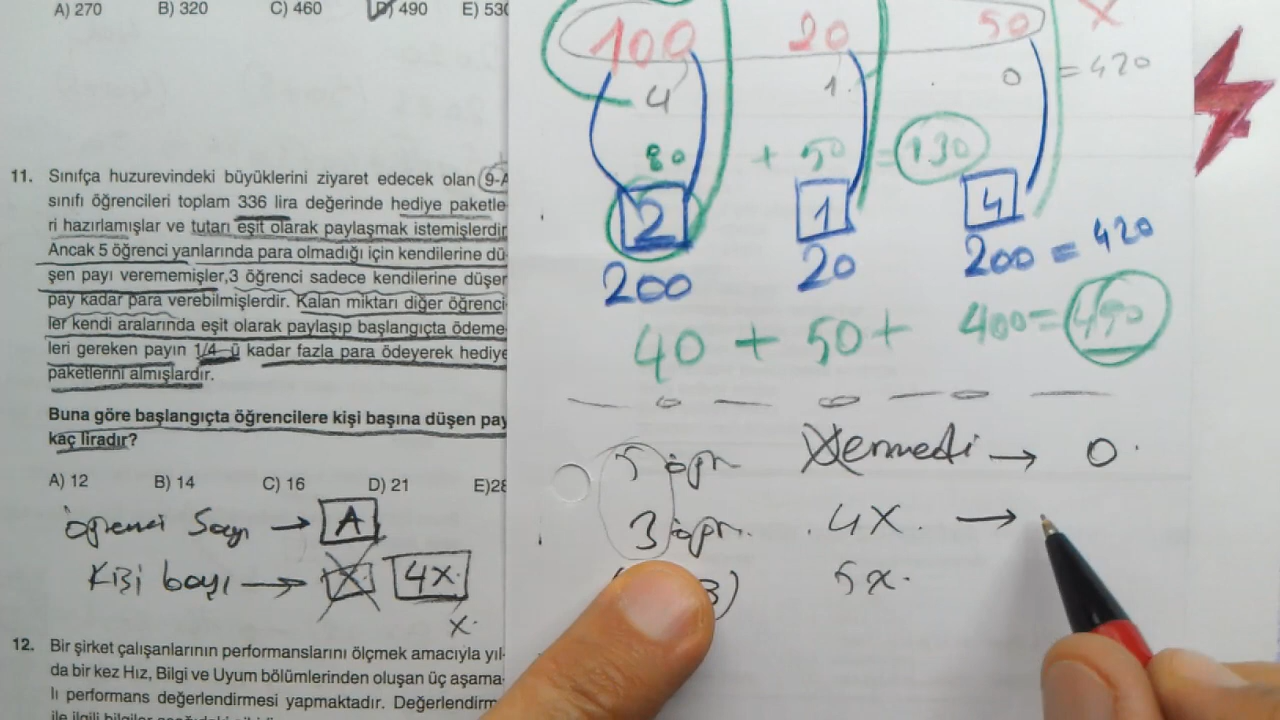 A) 270 B) 320 C) 460 D) 490 E) 530
11. Sınıfça huzurevindeki büyüklerini ziyaret edecek olan 9-A
sınıfı öğrencileri toplam 336 lira değerinde hediye paketle
ri hazırlamışlar ve tutarı eşit olarak paylaşmak istemişlerdir
Ancak 5 öğrenci yanlarında para olmadığı için kendilerine dü
şen payı verememişler,3 öğrenci sadece kendilerine düşen
pay kadar para verebilmişlerdir. Kalan miktarı diğer öğrenci
ler kendi aralarında eşit olarak paylaşıp başlangıçta ödeme
leri gereken payın 1/4-ü kadar fazla para ödeyerek hediye
paketlerini almışlardır.
Buna göre başlangıçta öğrencilere kişi başına düşen pay
kaç liradır?
A) 12 B) 14 C) 16 D) 21 E)28
öğrenci Sayı → A
Kişi başı → X 4X
x.
12. Bir şirket çalışanlarının performanslarını ölçmek amacıyla yıl-
da bir kez Hız, Bilgi ve Uyum bölümlerinden oluşan üç aşama-
lı performans değerlendirmesi yapmaktadır. Değerlendirm
ile ilgili bilgiler
100 20 50 X
4 1 0 = 420
80 + 50 = 130
2 1 4
200 20 200 = 420
40 + 50 + 400 = 490
5 öğr Vermedi → 0
3 öğr. 4X. →
3) 5x.